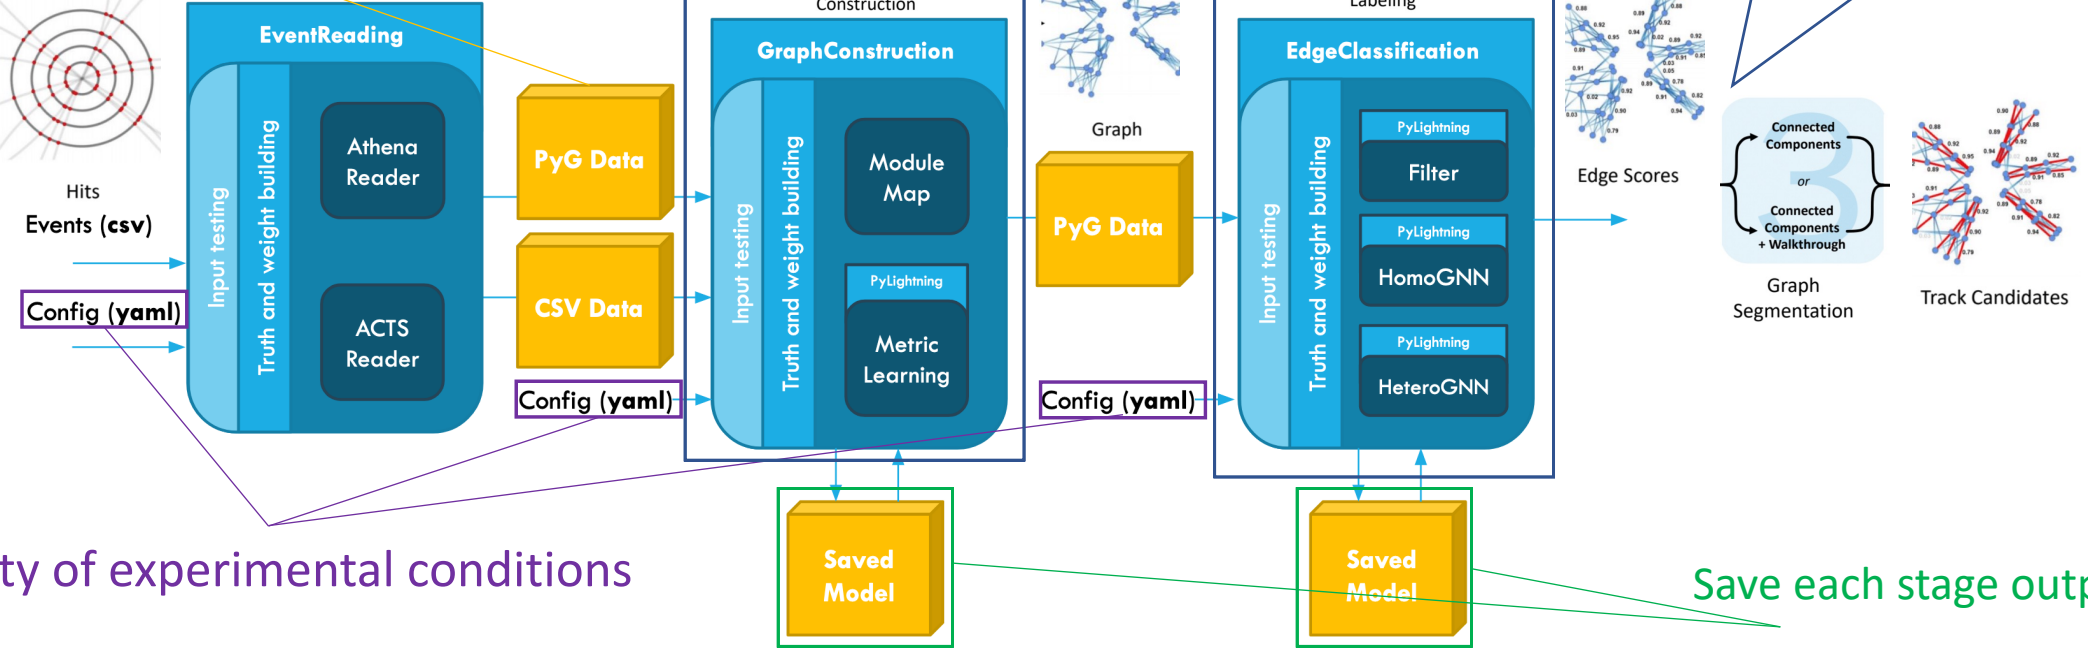 Construction
Labeling
EventReading
GraphConstruction
EdgeClassification
Hits
Events (csv)
Config (yaml)
Input testing
Truth and weight building
Athena
Reader
ACTS
Reader
PyG Data
CSV Data
Config (yaml)
Input testing
Truth and weight building
Module
Map
PyLightning
Metric
Learning
Graph
PyG Data
Config (yaml)
Input testing
Truth and weight building
PyLightning
Filter
PyLightning
HomoGNN
PyLightning
HeteroGNN
Edge Scores
Connected
Components
or
Connected
Components
+ Walkthrough
3
Graph
Segmentation
Track Candidates
Saved
Model
Saved
Model
ty of experimental conditions
Save each stage outp